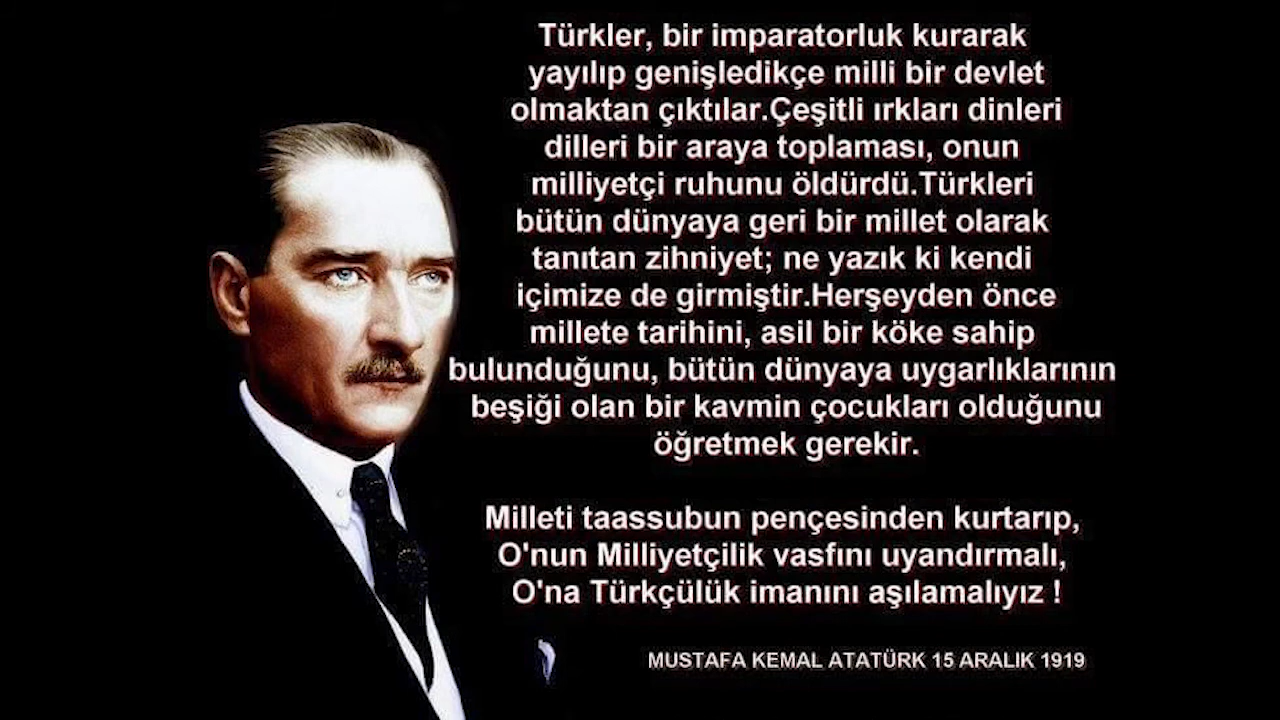 Türkler, bir imparatorluk kurarak
yayılıp genişledikçe milli bir devlet
olmaktan çıktılar.Çeşitli ırkları dinleri
dilleri bir araya toplaması, onun
milliyetçi ruhunu öldürdü.Türkleri
bütün dünyaya geri bir millet olarak
tanıtan zihniyet; ne yazık ki kendi
içimize de girmiştir.Herşeyden önce
millete tarihini, asil bir köke sahip
bulunduğunu, bütün dünyaya uygarlıklarının
beşiği olan bir kavmin çocukları olduğunu
öğretmek gerekir.
Milleti taassubun pençesinden kurtarıp,
O'nun Milliyetçilik vasfını uyandırmalı,
O'na Türkçülük imanını aşılamalıyız !
MUSTAFA KEMAL ATATÜRK 15 ARALIK 1919